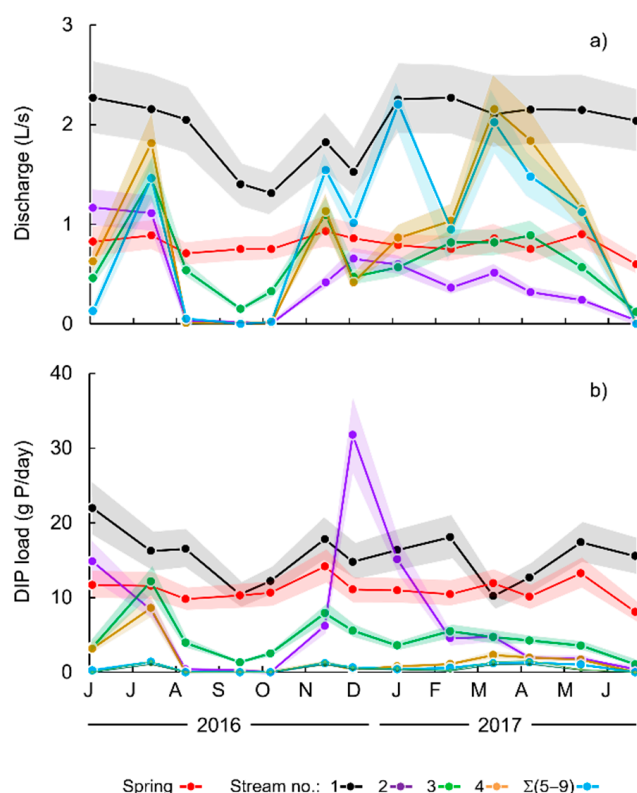 3
a)
2
1
0
Discharge (L/s)
40
b)
30
20
10
0
DIP load (g P/day)
J J A S O N D J F M A M J
2016 2017
Spring Stream no.: 1 2 3 4 Σ(5–9)